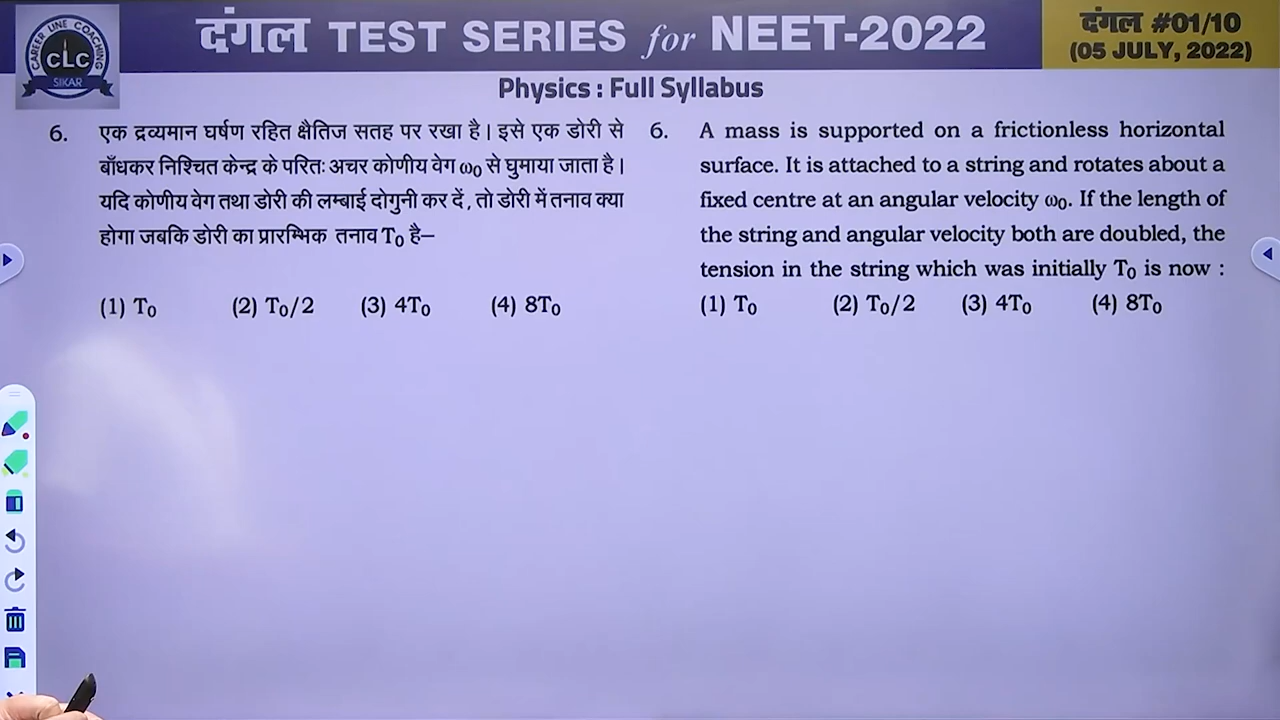 CAREER LINE COACHING
CLC
SIKAR
दंगल TEST SERIES for NEET-2022
दंगल #01/10
(05 JULY, 2022)
Physics : Full Syllabus
6. एक द्रव्यमान घर्षण रहित क्षैतिज सतह पर रखा है। इसे एक डोरी से
बाँधकर निश्चित केन्द्र के परितः अचर कोणीय वेग ω₀ से घुमाया जाता है।
यदि कोणीय वेग तथा डोरी की लम्बाई दोगुनी कर दें, तो डोरी में तनाव क्या
होगा जबकि डोरी का प्रारम्भिक तनाव T₀ है–
(1) T₀ (2) T₀/2 (3) 4T₀ (4) 8T₀
6. A mass is supported on a frictionless horizontal
surface. It is attached to a string and rotates about a
fixed centre at an angular velocity ω₀. If the length of
the string and angular velocity both are doubled, the
tension in the string which was initially T₀ is now :
(1) T₀ (2) T₀/2 (3) 4T₀ (4) 8T₀